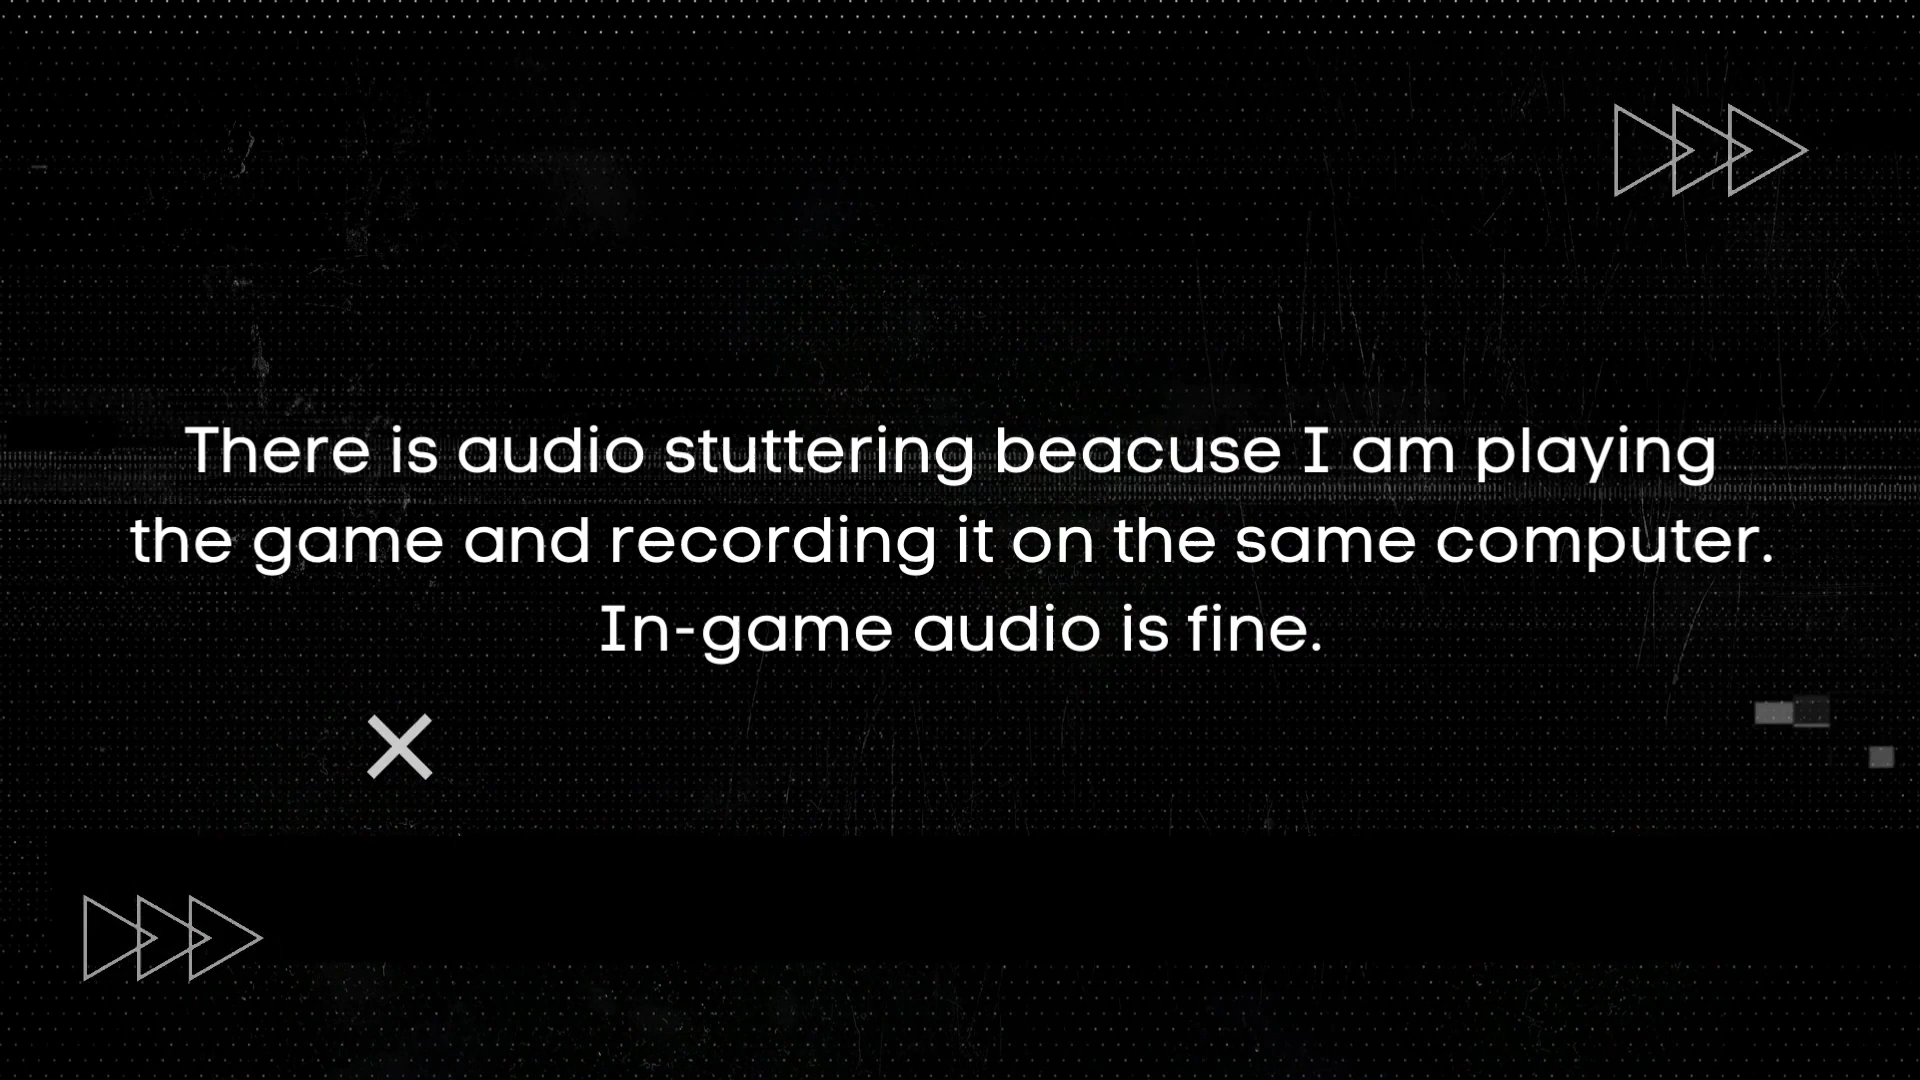 There is audio stuttering beacuse I am playing
the game and recording it on the same computer.
In-game audio is fine.